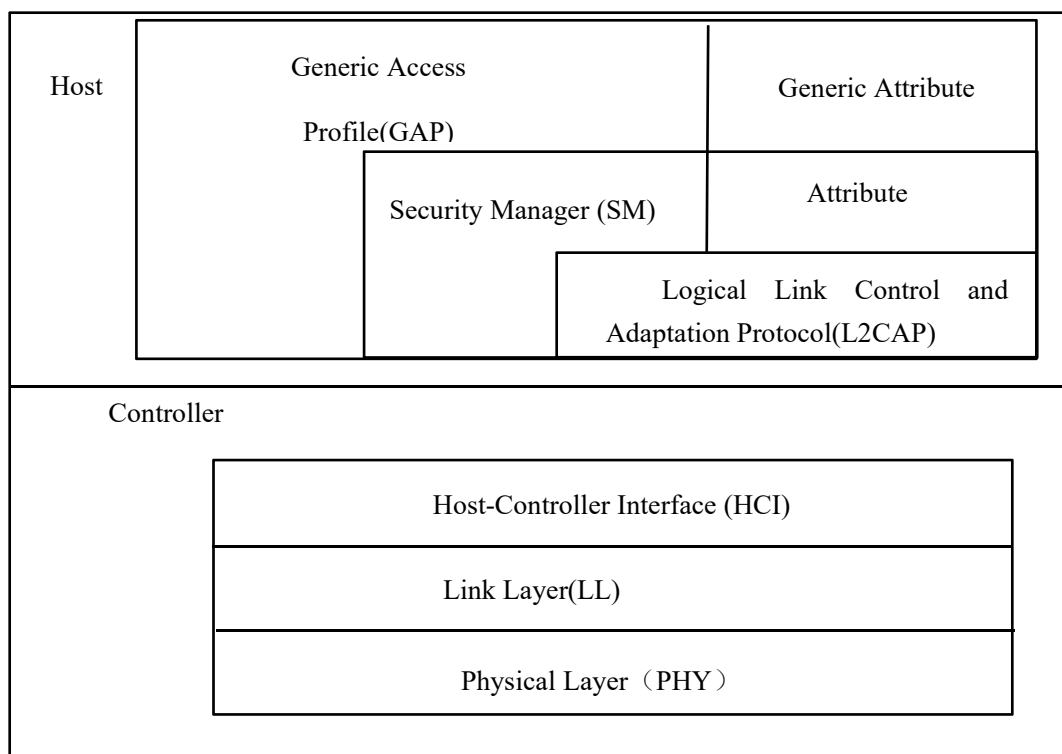 Host
Generic Access
Profile(GAP)
Generic Attribute
Security Manager (SM)
Attribute
Logical Link Control and
Adaptation Protocol(L2CAP)
Controller
Host-Controller Interface (HCI)
Link Layer(LL)
Physical Layer（PHY）